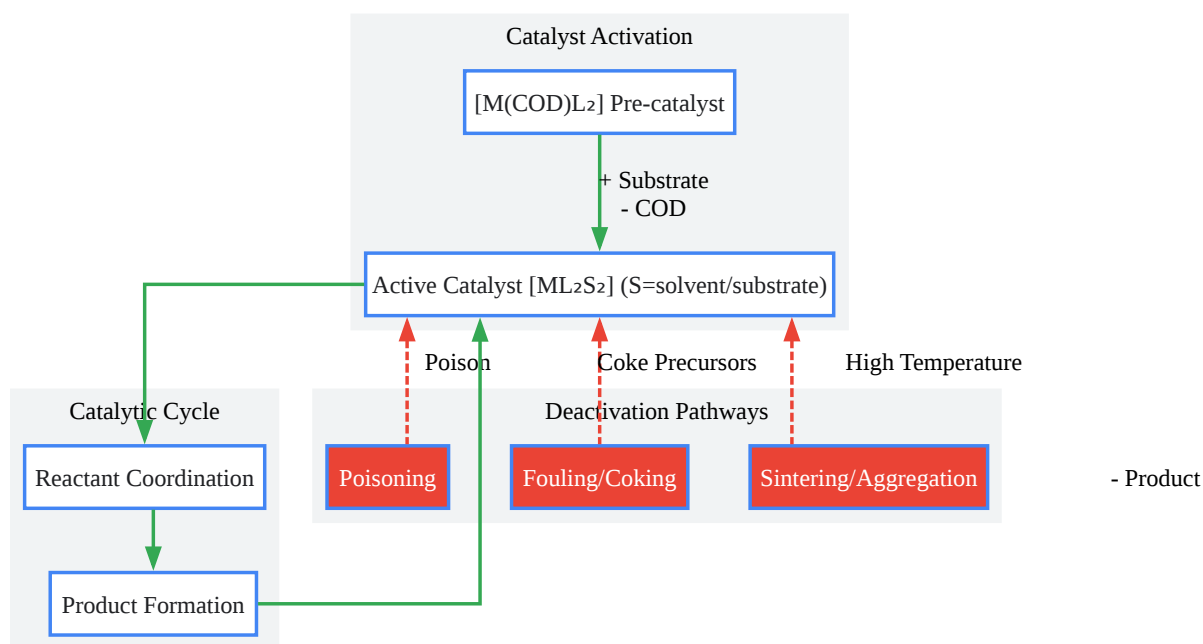 Catalyst Activation
[M(COD)L₂] Pre-catalyst
+ Substrate
- COD
Active Catalyst [ML₂S₂] (S=solvent/substrate)
Poison
Coke Precursors
High Temperature
Catalytic Cycle
Deactivation Pathways
Reactant Coordination
Poisoning
Fouling/Coking
Sintering/Aggregation
- Product
Product Formation